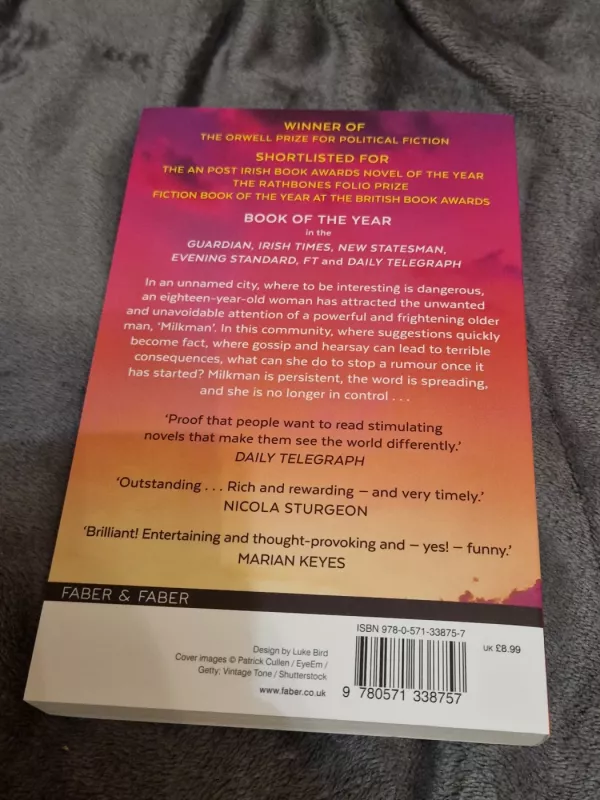 WINNER OF
THE ORWELL PRIZE FOR POLITICAL FICTION
SHORTLISTED FOR
THE AN POST IRISH BOOK AWARDS NOVEL OF THE YEAR
THE RATHBONES FOLIO PRIZE
FICTION BOOK OF THE YEAR AT THE BRITISH BOOK AWARDS
BOOK OF THE YEAR
in the
GUARDIAN, IRISH TIMES, NEW STATESMAN,
EVENING STANDARD, FT and DAILY TELEGRAPH
In an unnamed city, where to be interesting is dangerous,
an eighteen-year-old woman has attracted the unwanted
and unavoidable attention of a powerful and frightening older
man, ‘Milkman’. In this community, where suggestions quickly
become fact, where gossip and hearsay can lead to terrible
consequences, what can she do to stop a rumour once it
has started? Milkman is persistent, the word is spreading,
and she is no longer in control . . .
‘Proof that people want to read stimulating
novels that make them see the world differently.’
DAILY TELEGRAPH
‘Outstanding . . . Rich and rewarding – and very timely.’
NICOLA STURGEON
‘Brilliant! Entertaining and thought-provoking and – yes! – funny.’
MARIAN KEYES
FABER & FABER
Design by Luke Bird
Cover images © Patrick Cullen / EyeEm /
Getty: Vintage Tone / Shutterstock
www.faber.co.uk
ISBN 978-0-571-33875-7
9 780571 338757
UK £8.99